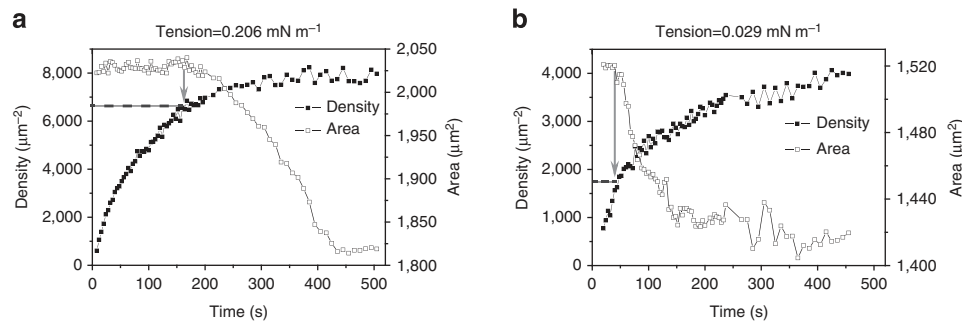 a
Tension=0.206 mN m⁻¹
8,000
6,000
4,000
2,000
0
Density (μm⁻²)
2,050
2,000
1,950
1,900
1,850
1,800
Area (μm²)
Density
Area
0 100 200 300 400 500
Time (s)
b
Tension=0.029 mN m⁻¹
4,000
3,000
2,000
1,000
0
Density (μm⁻²)
1,520
1,480
1,440
1,400
Area (μm²)
Density
Area
0 100 200 300 400 500
Time (s)